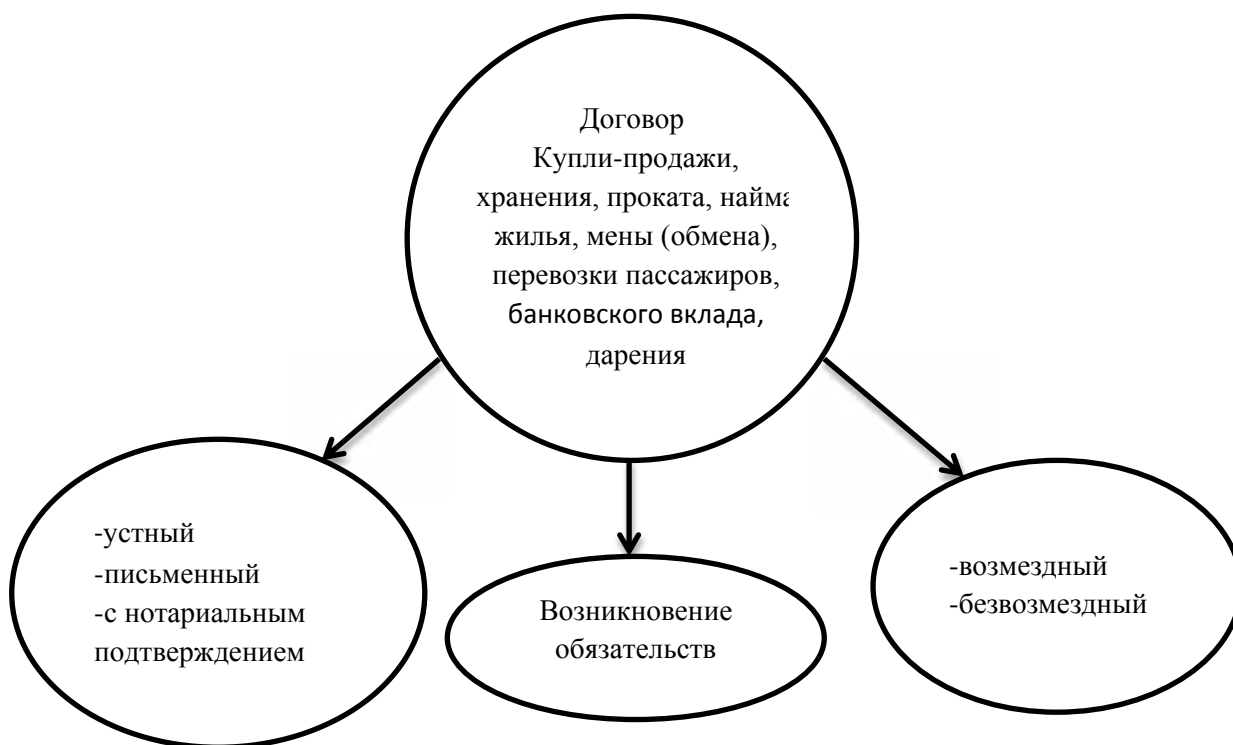 Договор
Купли-продажи,
хранения, проката, найма
жилья, мены (обмена),
перевозки пассажиров,
банковского вклада,
дарения
-устный
-письменный
-с нотариальным
подтверждением
Возникновение
обязательств
-возмездный
-безвозмездный